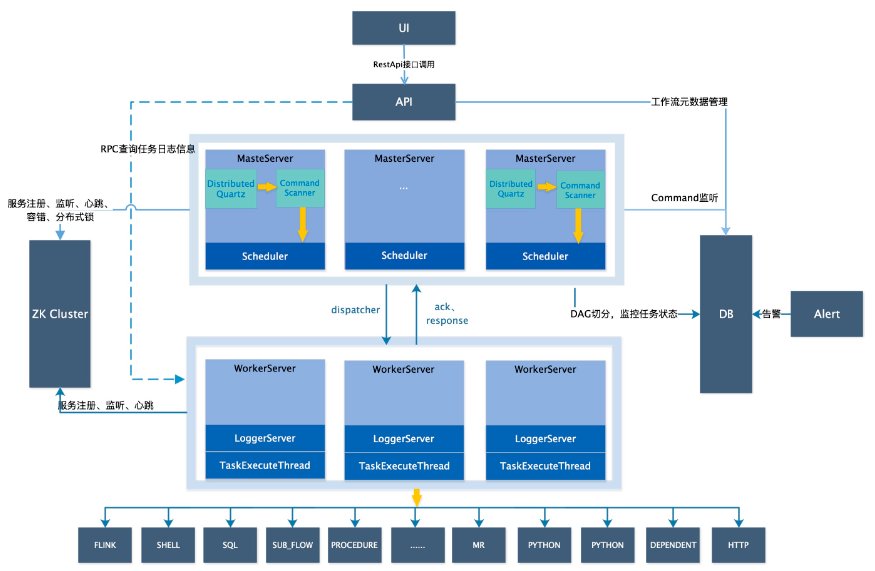 UI
RestApi接口调用
API
工作流元数据管理
RPC查询任务日志信息
MasteServer
MasterServer
MasterServer
Distributed
Quartz
Command
Scanner
...
Distributed
Quartz
Command
Scanner
Scheduler
Scheduler
Scheduler
服务注册、监听、心跳、
容错、分布式锁
Command监听
ZK Cluster
dispatcher
ack、
response
DAG切分，监控任务状态
DB
告警
Alert
服务注册、监听、心跳
WorkerServer
WorkerServer
WorkerServer
LoggerServer
LoggerServer
LoggerServer
TaskExecuteThread
TaskExecuteThread
TaskExecuteThread
FLINK
SHELL
SQL
SUB_FLOW
PROCEDURE
......
MR
PYTHON
PYTHON
DEPENDENT
HTTP